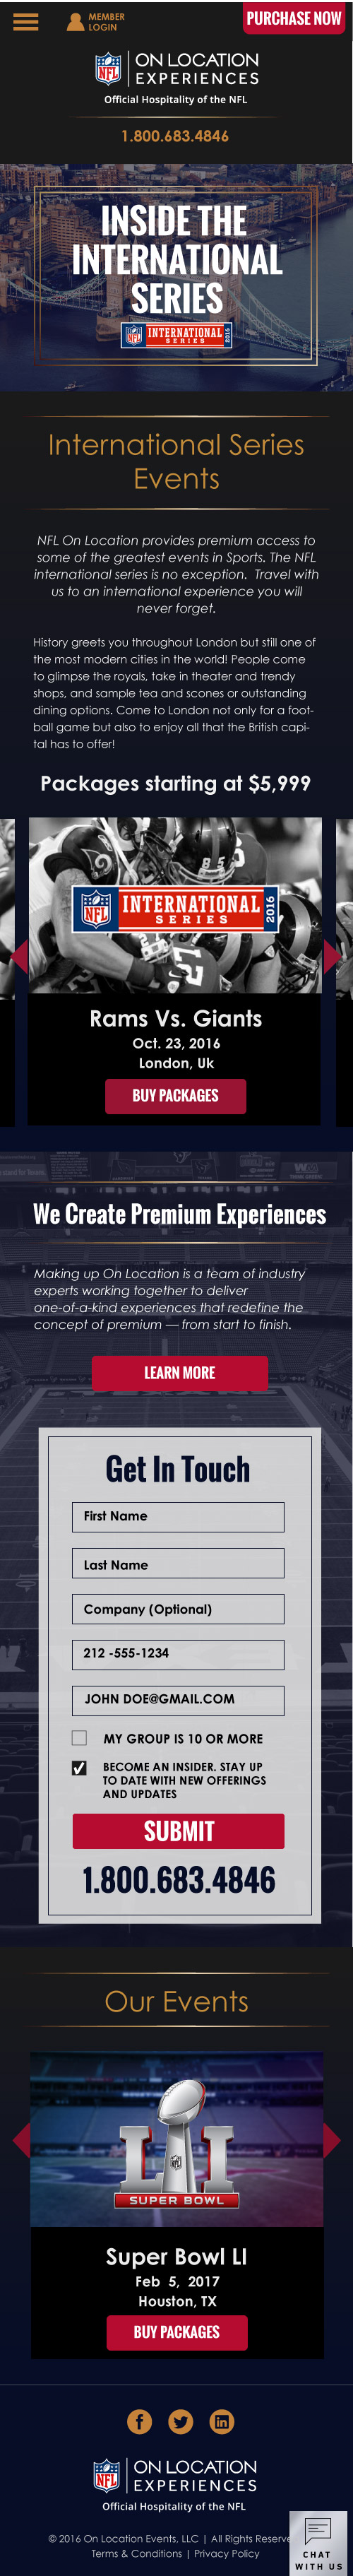 MEMBER
LOGIN
PURCHASE NOW
NFL
ON LOCATION
EXPERIENCES
Official Hospitality of the NFL
1.800.683.4846
INSIDE THE
INTERNATIONAL
SERIES
NFL INTERNATIONAL
SERIES
2016
International Series
Events
NFL On Location provides premium access to
some of the greatest events in Sports. The NFL
international series is no exception.  Travel with
us to an international experience you will
never forget.
History greets you throughout London but still one of
the most modern cities in the world! People come
to glimpse the royals, take in theater and trendy
shops, and sample tea and scones or outstanding
dining options. Come to London not only for a foot-
ball game but also to enjoy all that the British capi-
tal has to offer!
Packages starting at $5,999
NFL INTERNATIONAL
SERIES
2016
Rams Vs. Giants
Oct. 23, 2016
London, Uk
BUY PACKAGES
We Create Premium Experiences
Making up On Location is a team of industry
experts working together to deliver
one-of-a-kind experiences that redefine the
concept of premium — from start to finish.
LEARN MORE
Get In Touch
First Name
Last Name
Company (Optional)
212 -555-1234
JOHN DOE@GMAIL.COM
MY GROUP IS 10 OR MORE
BECOME AN INSIDER. STAY UP
TO DATE WITH NEW OFFERINGS
AND UPDATES
SUBMIT
1.800.683.4846
Our Events
LI
SUPER BOWL
Super Bowl LI
Feb  5,  2017
Houston, TX
BUY PACKAGES
NFL
ON LOCATION
EXPERIENCES
Official Hospitality of the NFL
© 2016 On Location Events, LLC | All Rights Reserve
Terms & Conditions | Privacy Policy
CHAT
WITH US